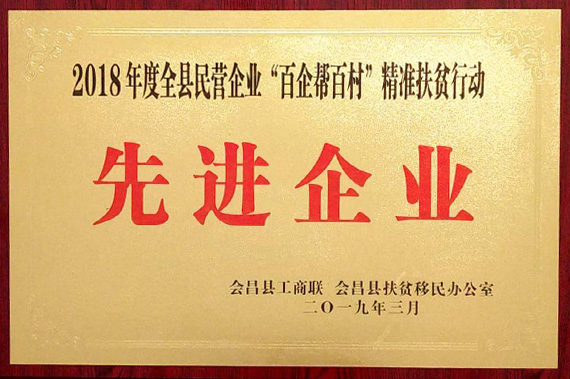 2018年度全县民营企业“百企帮百村”精准扶贫行动
先进企业
会昌县工商联 会昌县扶贫移民办公室
二〇一九年三月